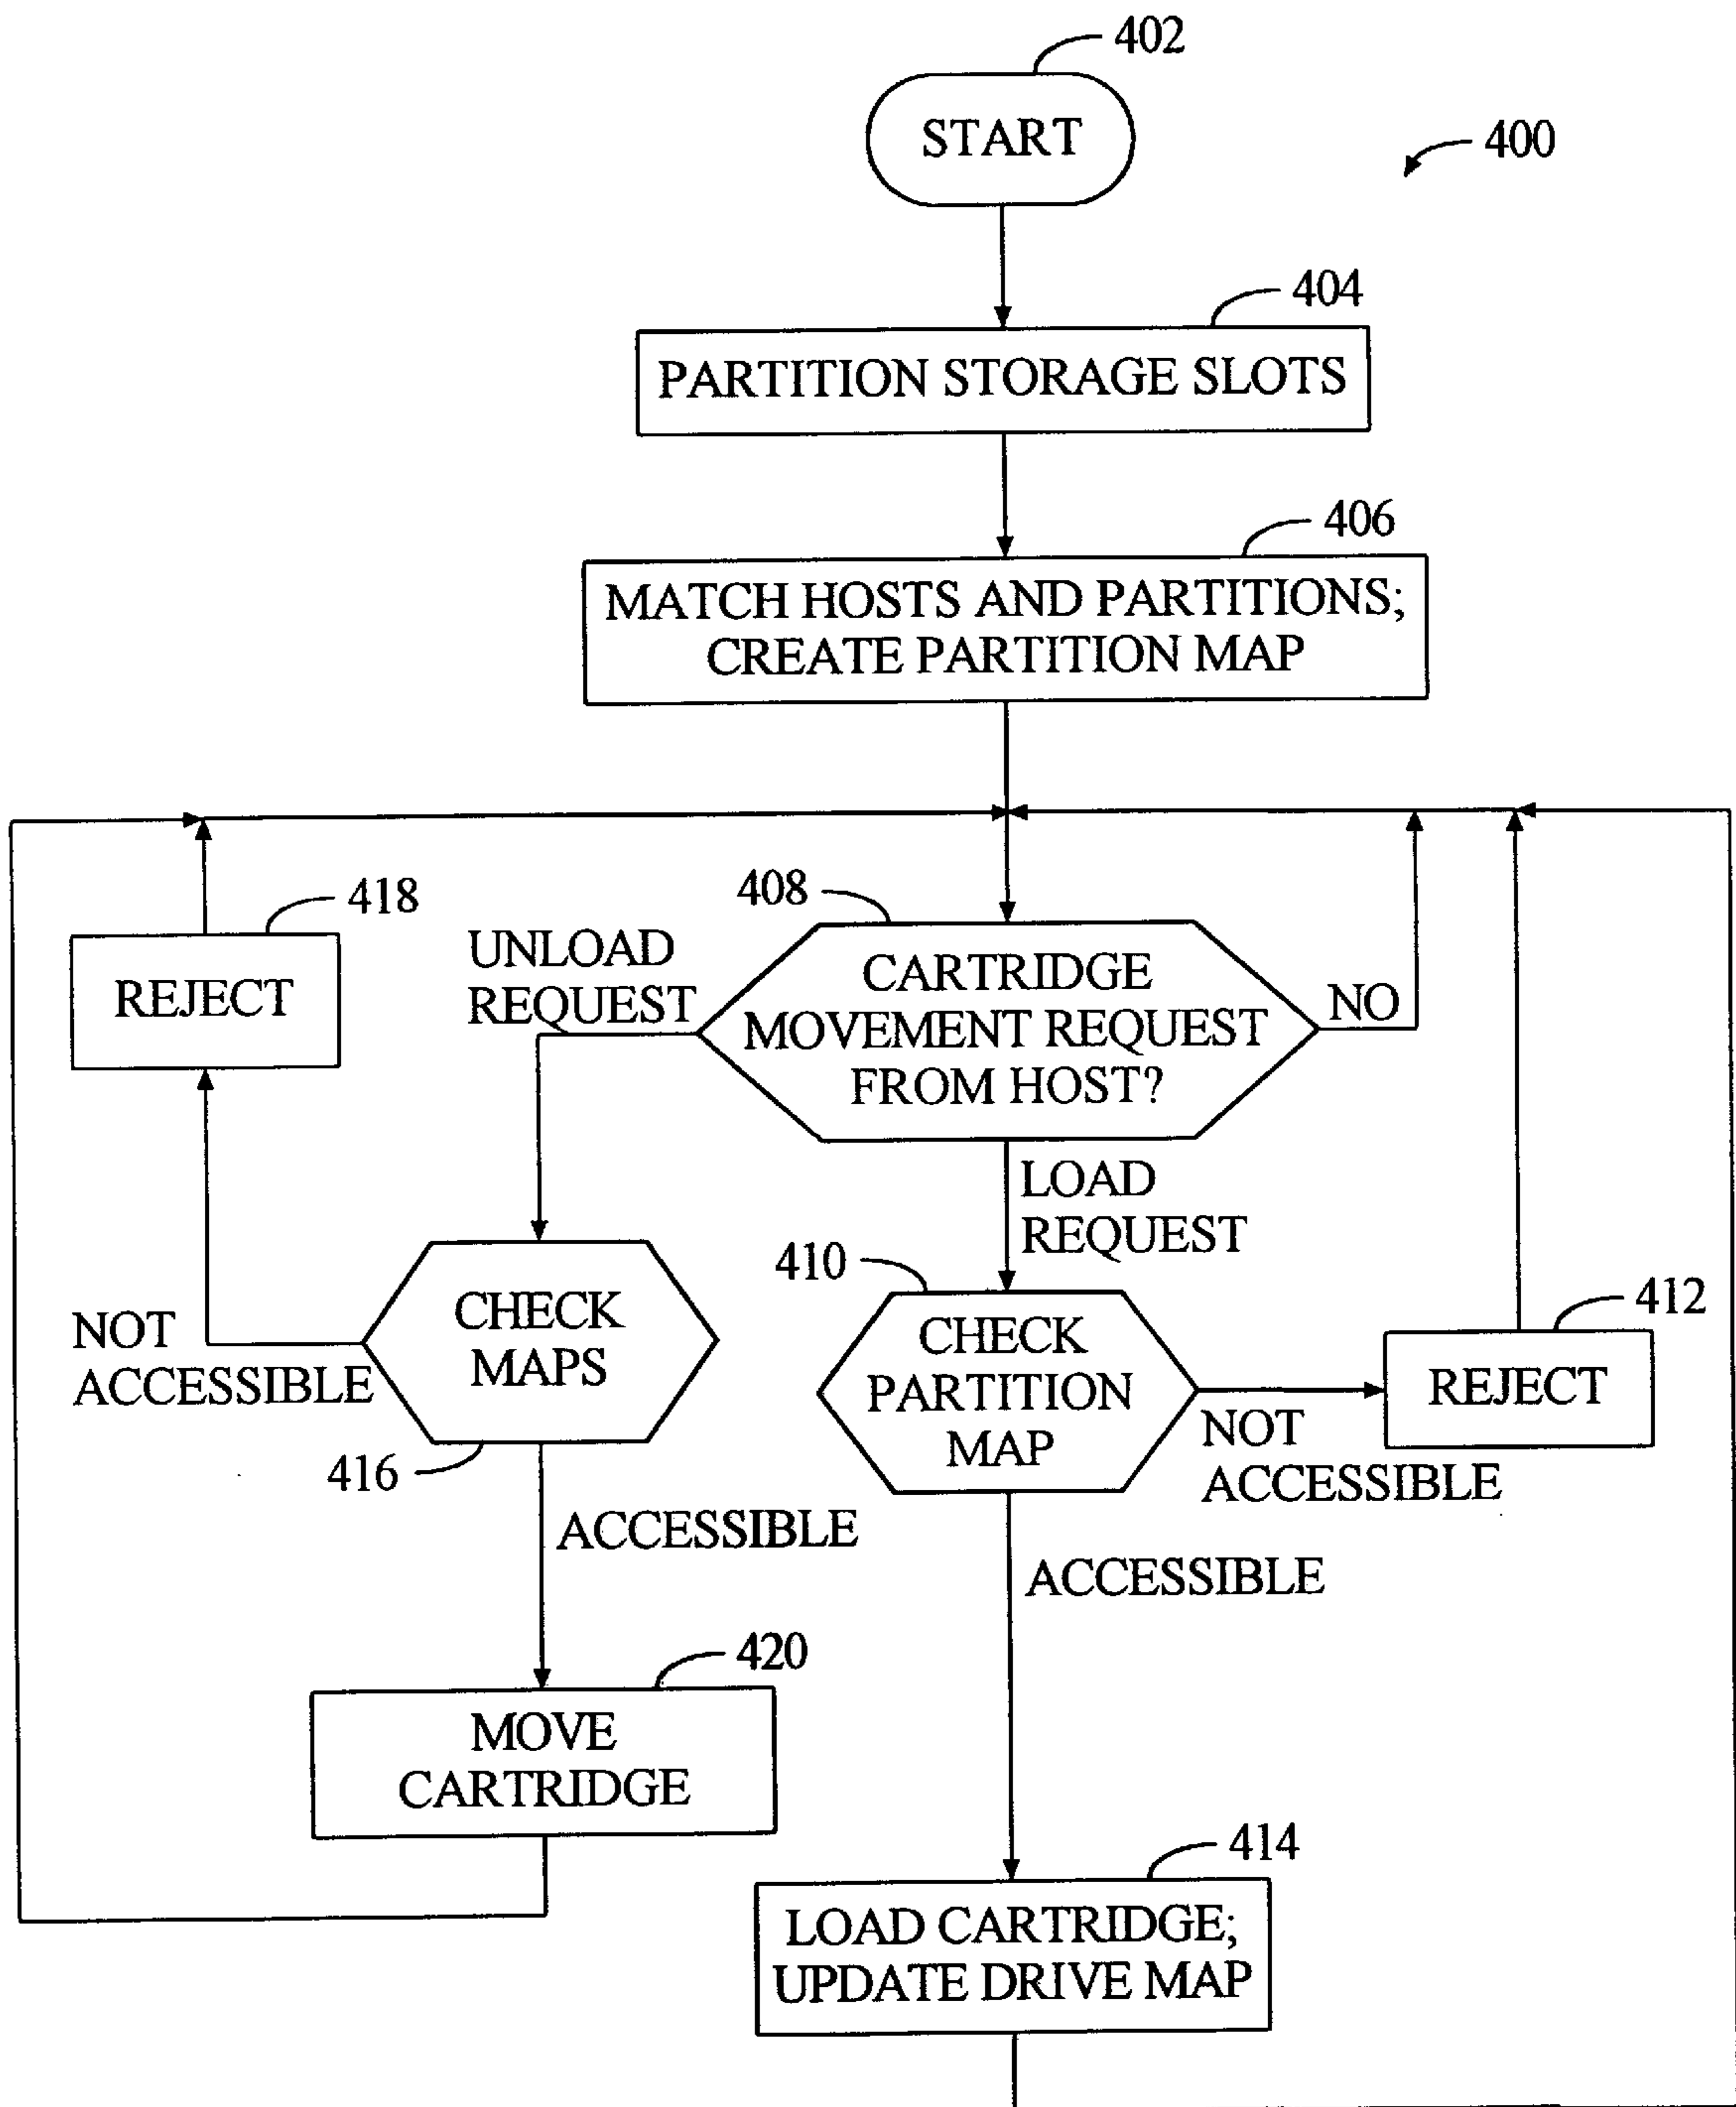 402
START
400
404
PARTITION STORAGE SLOTS
406
MATCH HOSTS AND PARTITIONS;
CREATE PARTITION MAP
418
REJECT
408
UNLOAD
REQUEST
CARTRIDGE
MOVEMENT REQUEST
FROM HOST?
NO
LOAD
REQUEST
NOT
ACCESSIBLE
CHECK
MAPS
416
410
CHECK
PARTITION
MAP
412
REJECT
NOT
ACCESSIBLE
ACCESSIBLE
ACCESSIBLE
420
MOVE
CARTRIDGE
414
LOAD CARTRIDGE;
UPDATE DRIVE MAP